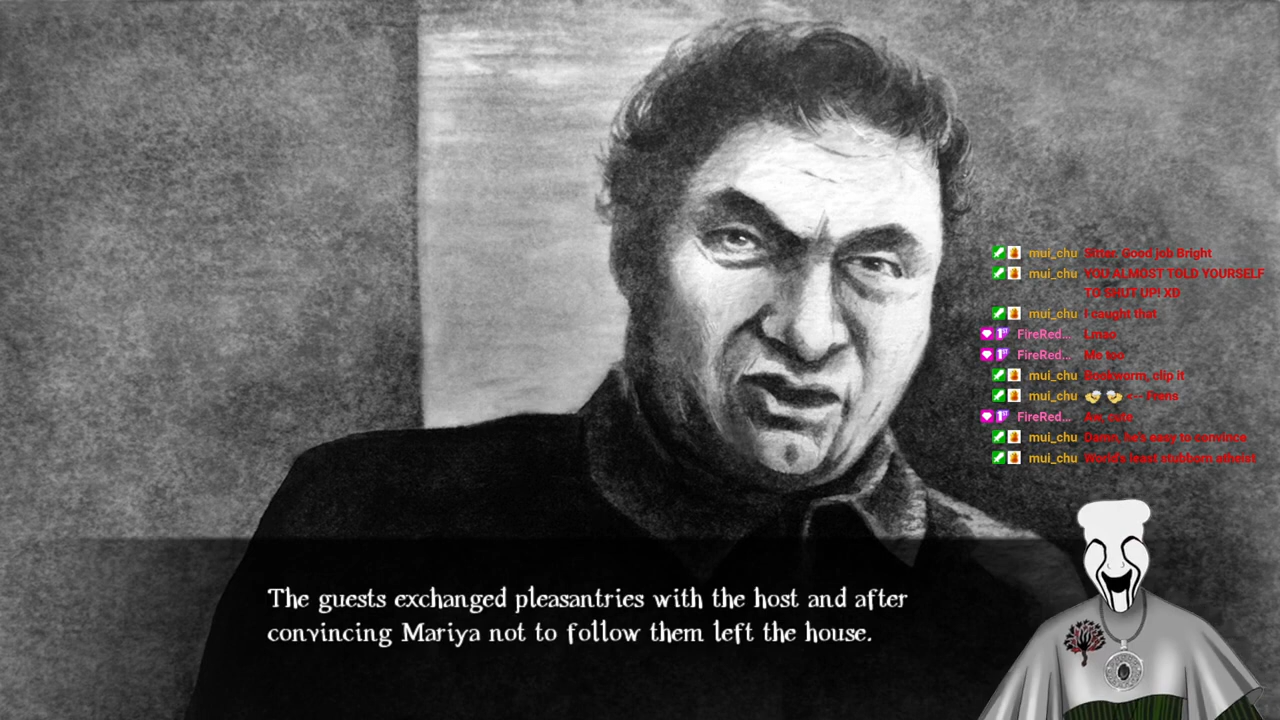 mui_chu Sitter: Good job Bright
mui_chu YOU ALMOST TOLD YOURSELF
TO SHUT UP! XD
mui_chu I caught that
FireRed... Lmao
FireRed... Me too
mui_chu Bookworm, clip it
mui_chu <-- Frens
FireRed... Aw, cute
mui_chu Damn, he's easy to convince
mui_chu World's least stubborn atheist
The guests exchanged pleasantries with the host and after
convincing Mariya not to follow them left the house.